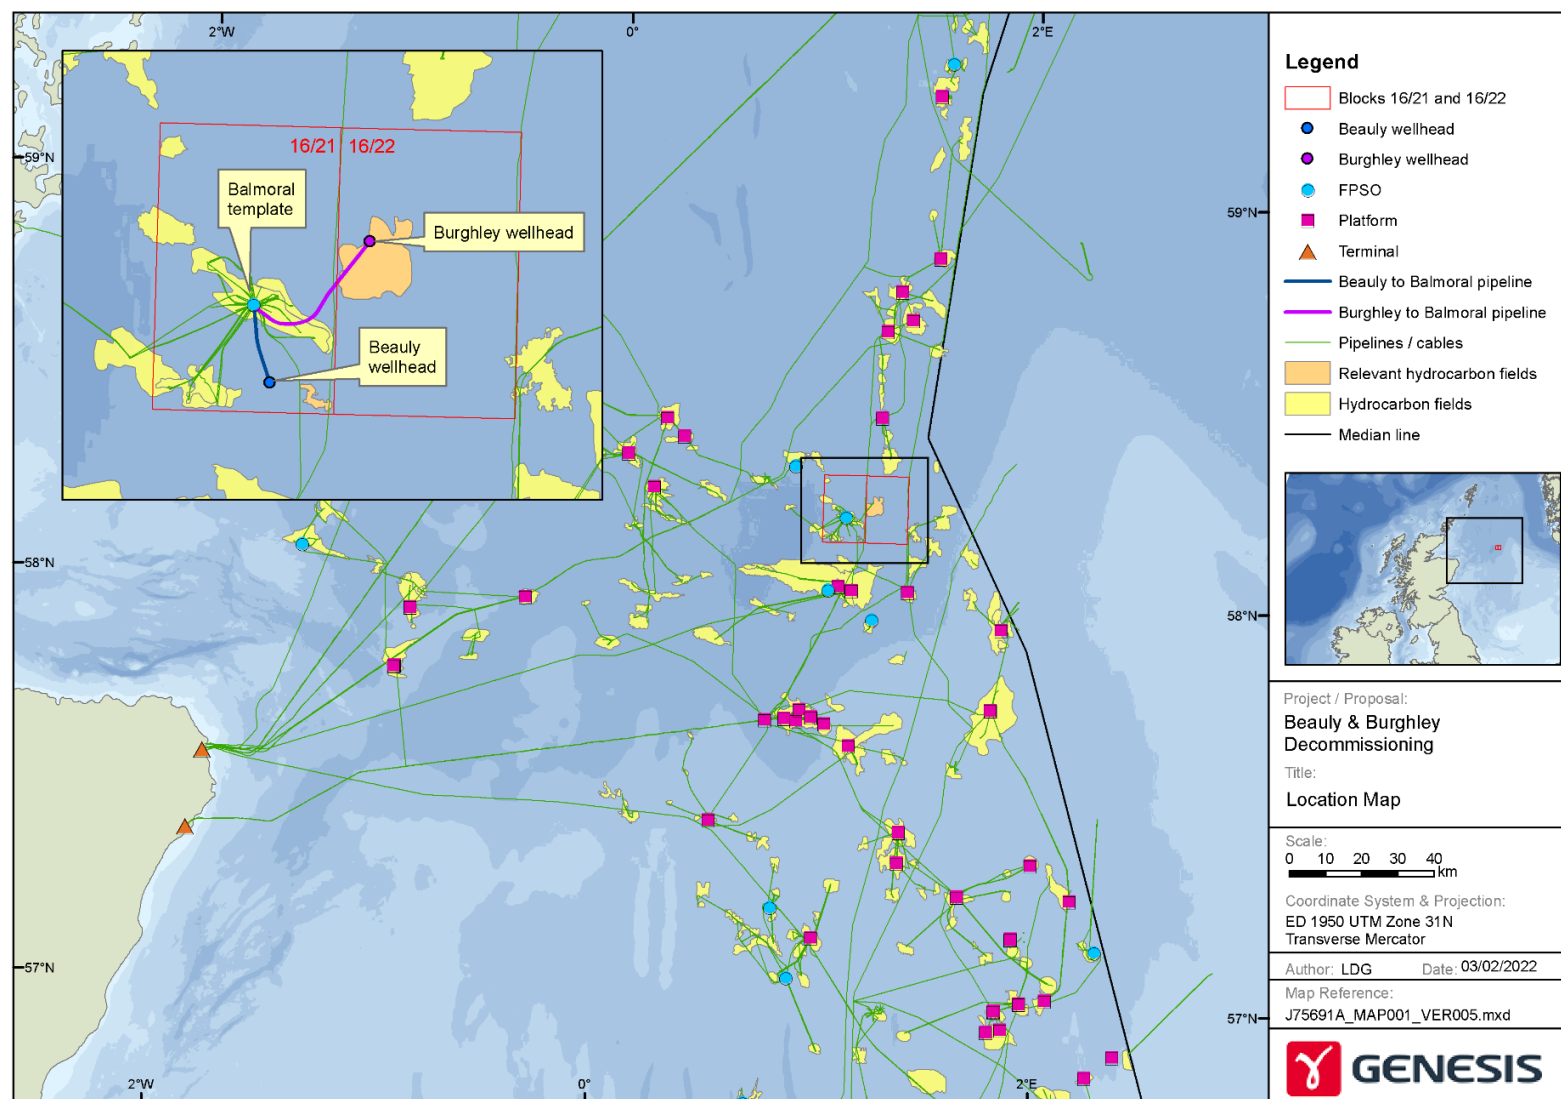 2°W
0°
2°E
59°N
59°N
58°N
58°N
57°N
57°N
2°W
0°
2°E
16/21
16/22
Balmoral
template
Burghley wellhead
Beauly
wellhead
Legend
Blocks 16/21 and 16/22
Beauly wellhead
Burghley wellhead
FPSO
Platform
Terminal
Beauly to Balmoral pipeline
Burghley to Balmoral pipeline
Pipelines / cables
Relevant hydrocarbon fields
Hydrocarbon fields
Median line
Project / Proposal:
Beauly & Burghley
Decommissioning
Title:
Location Map
Scale:
0 10 20 30 40
km
Coordinate System & Projection:
ED 1950 UTM Zone 31N
Transverse Mercator
Author: LDG Date: 03/02/2022
Map Reference:
J75691A_MAP001_VER005.mxd
GENESIS